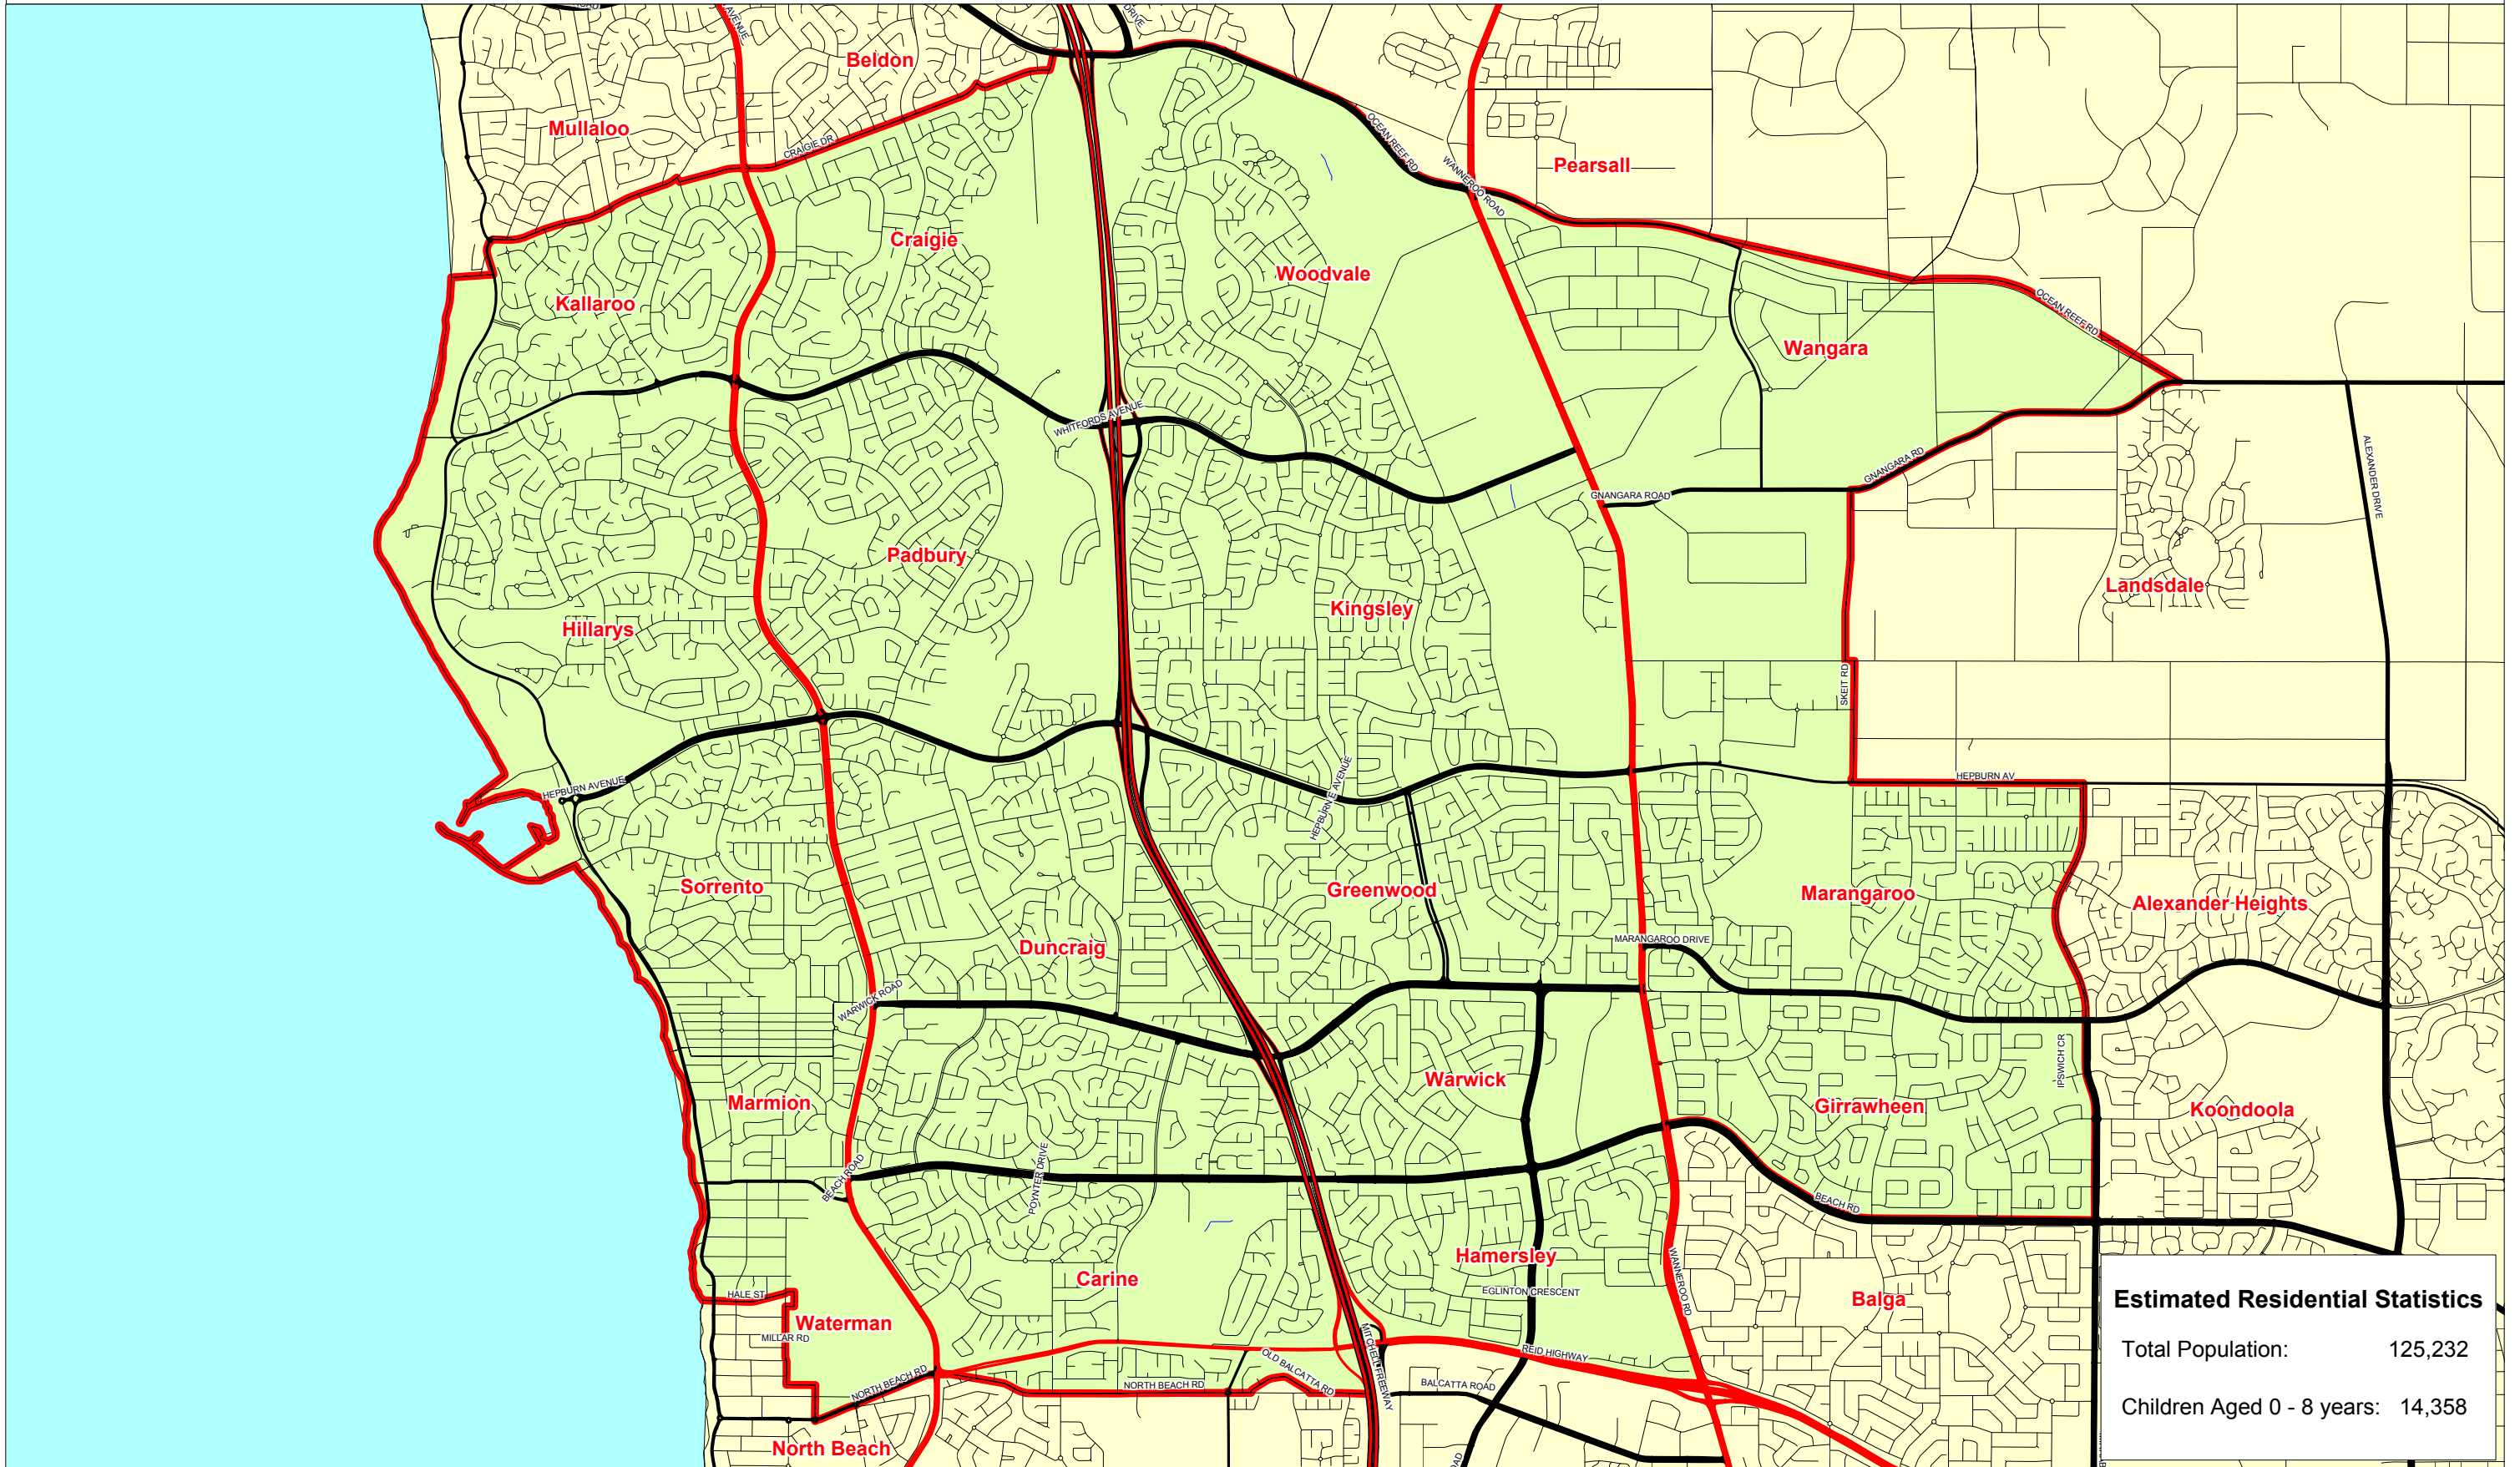 AVENUE
DRIVE
Beldon
Mullaloo
CRAIGIE DR
OCEAN REEF RD
WANNEROO ROAD
Pearsall
Craigie
Woodvale
Kallaroo
OCEAN REEF RD
Wangara
WHITFORDS AVENUE
GNANGARA RD
ALEXANDER DRIVE
GNANGARA ROAD
Padbury
Landsdale
Kingsley
Hillarys
SKEIT RD
HEPBURN AVENUE
HEPBURN AV
HEPBURNE AVENUE
Sorrento
Greenwood
Marangaroo
Alexander Heights
Duncraig
MARANGAROO DRIVE
WARWICK ROAD
IPSWICH CR
Warwick
Marmion
Girrawheen
Koondoola
BEACH ROAD
POYNTER DRIVE
BEACH RD
Hamersley
Carine
WANNEROO RD
HALE ST
EGLINTON CRESCENT
Balga
Waterman
MILLAR RD
MITCHELL FREEWAY
REID HIGHWAY
OLD BALCATTA RD
NORTH BEACH RD
NORTH BEACH RD
BALCATTA ROAD
North Beach
Estimated Residential Statistics
Total Population: 125,232
Children Aged 0 - 8 years: 14,358